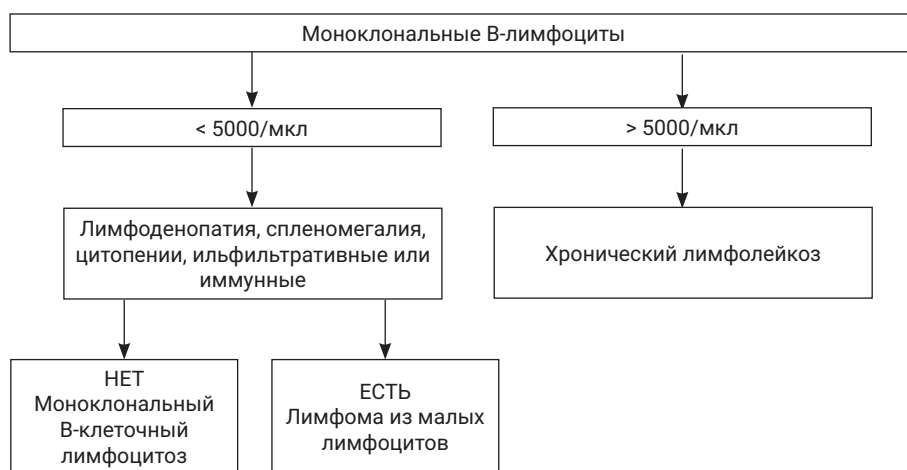 Моноклональные В-лимфоциты
< 5000/мкл
> 5000/мкл
Лимфоденопатия, спленомегалия,
цитопении, ильфильтративные или
иммунные
Хронический лимфолейкоз
НЕТ
Моноклональный
В-клеточный
лимфоцитоз
ЕСТЬ
Лимфома из малых
лимфоцитов